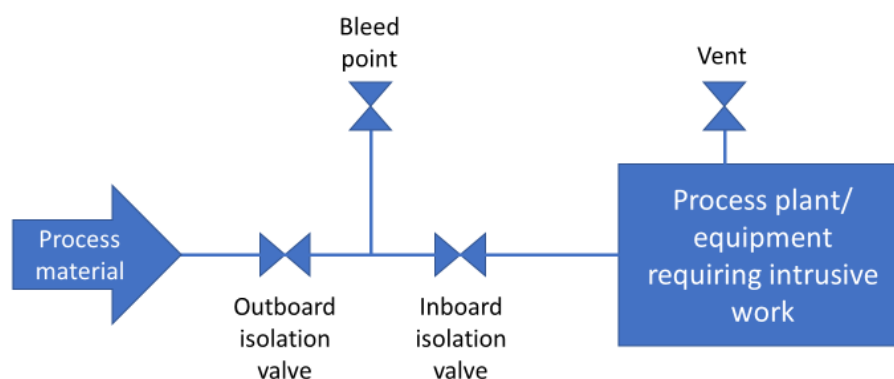 Bleed
point
Vent
Process
material
Outboard
isolation
valve
Inboard
isolation
valve
Process plant/
equipment
requiring intrusive
work